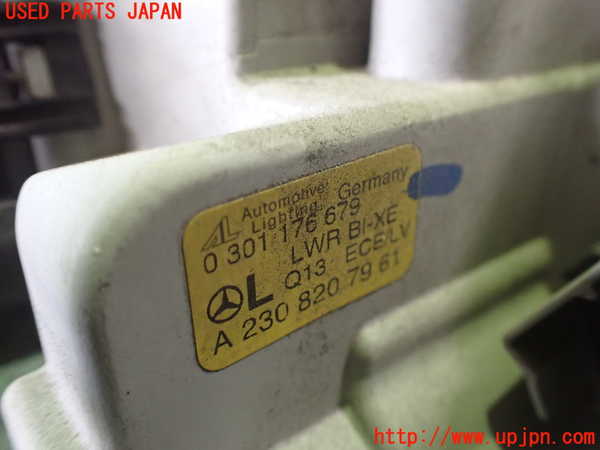 USED PARTS JAPAN
AL Automotive Lighting Germany
0 301 176 679
LWR BI-XE
L Q13 ECE/LV
A 230 820 79 61
http://www.upjpn.com/